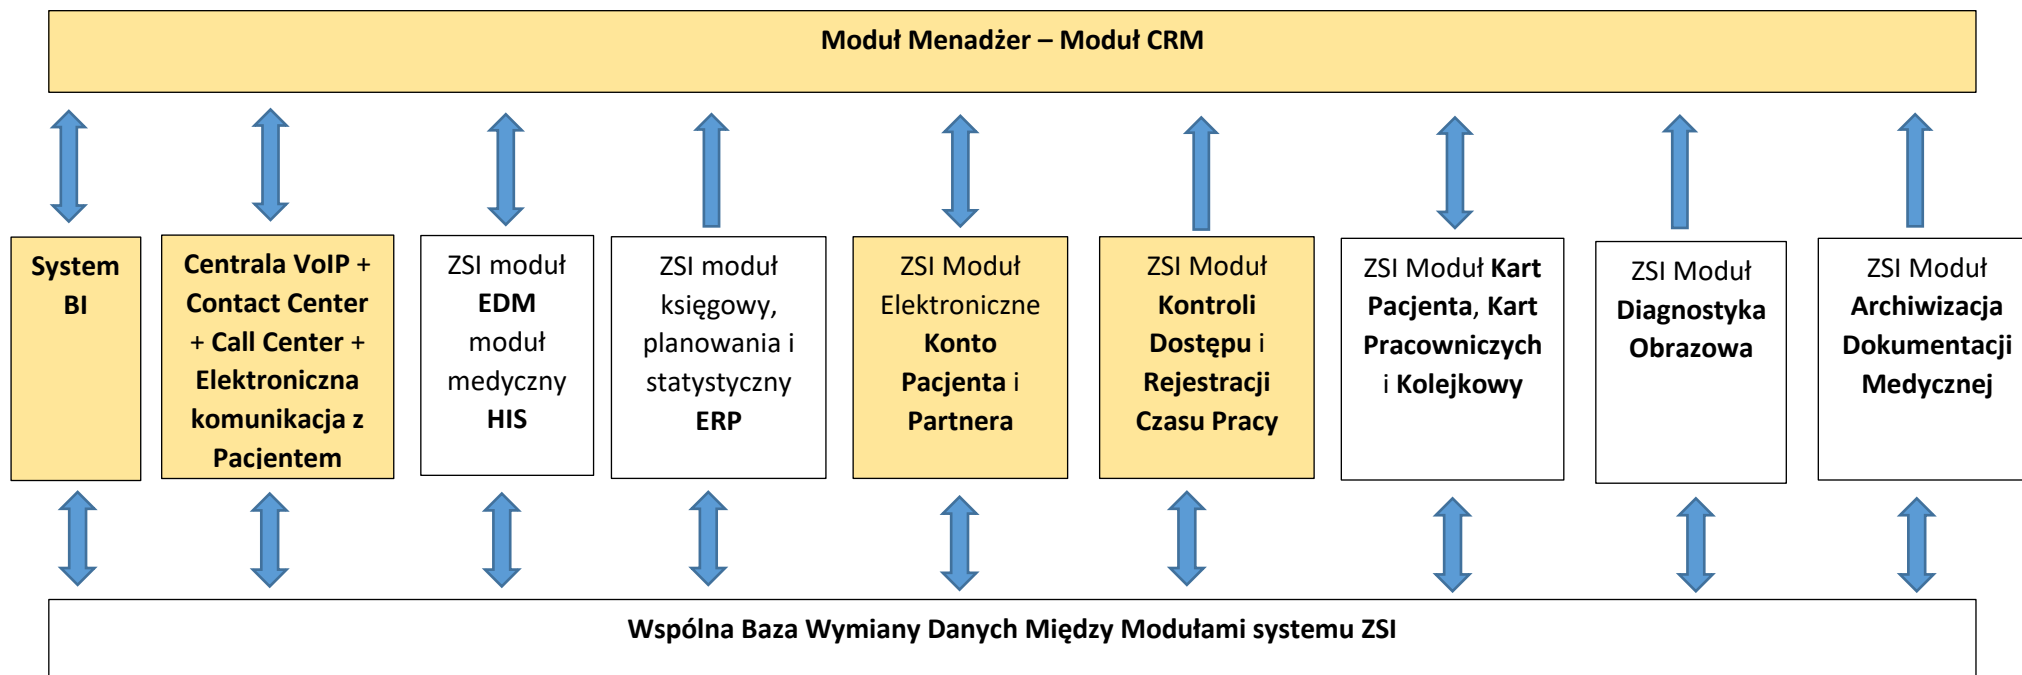 Moduł Menadżer – Moduł CRM
System
BI
Centrala VoIP +
Contact Center
+ Call Center +
Elektroniczna
komunikacja z
Pacjentem
ZSI moduł
EDM
moduł
medyczny
HIS
ZSI moduł
księgowy,
planowania i
statystyczny
ERP
ZSI Moduł
Elektroniczne
Konto
Pacjenta i
Partnera
ZSI Moduł
Kontroli
Dostępu i
Rejestracji
Czasu Pracy
ZSI Moduł Kart
Pacjenta, Kart
Pracowniczych
i Kolejkowy
ZSI Moduł
Diagnostyka
Obrazowa
ZSI Moduł
Archiwizacja
Dokumentacji
Medycznej
Wspólna Baza Wymiany Danych Między Modułami systemu ZSI